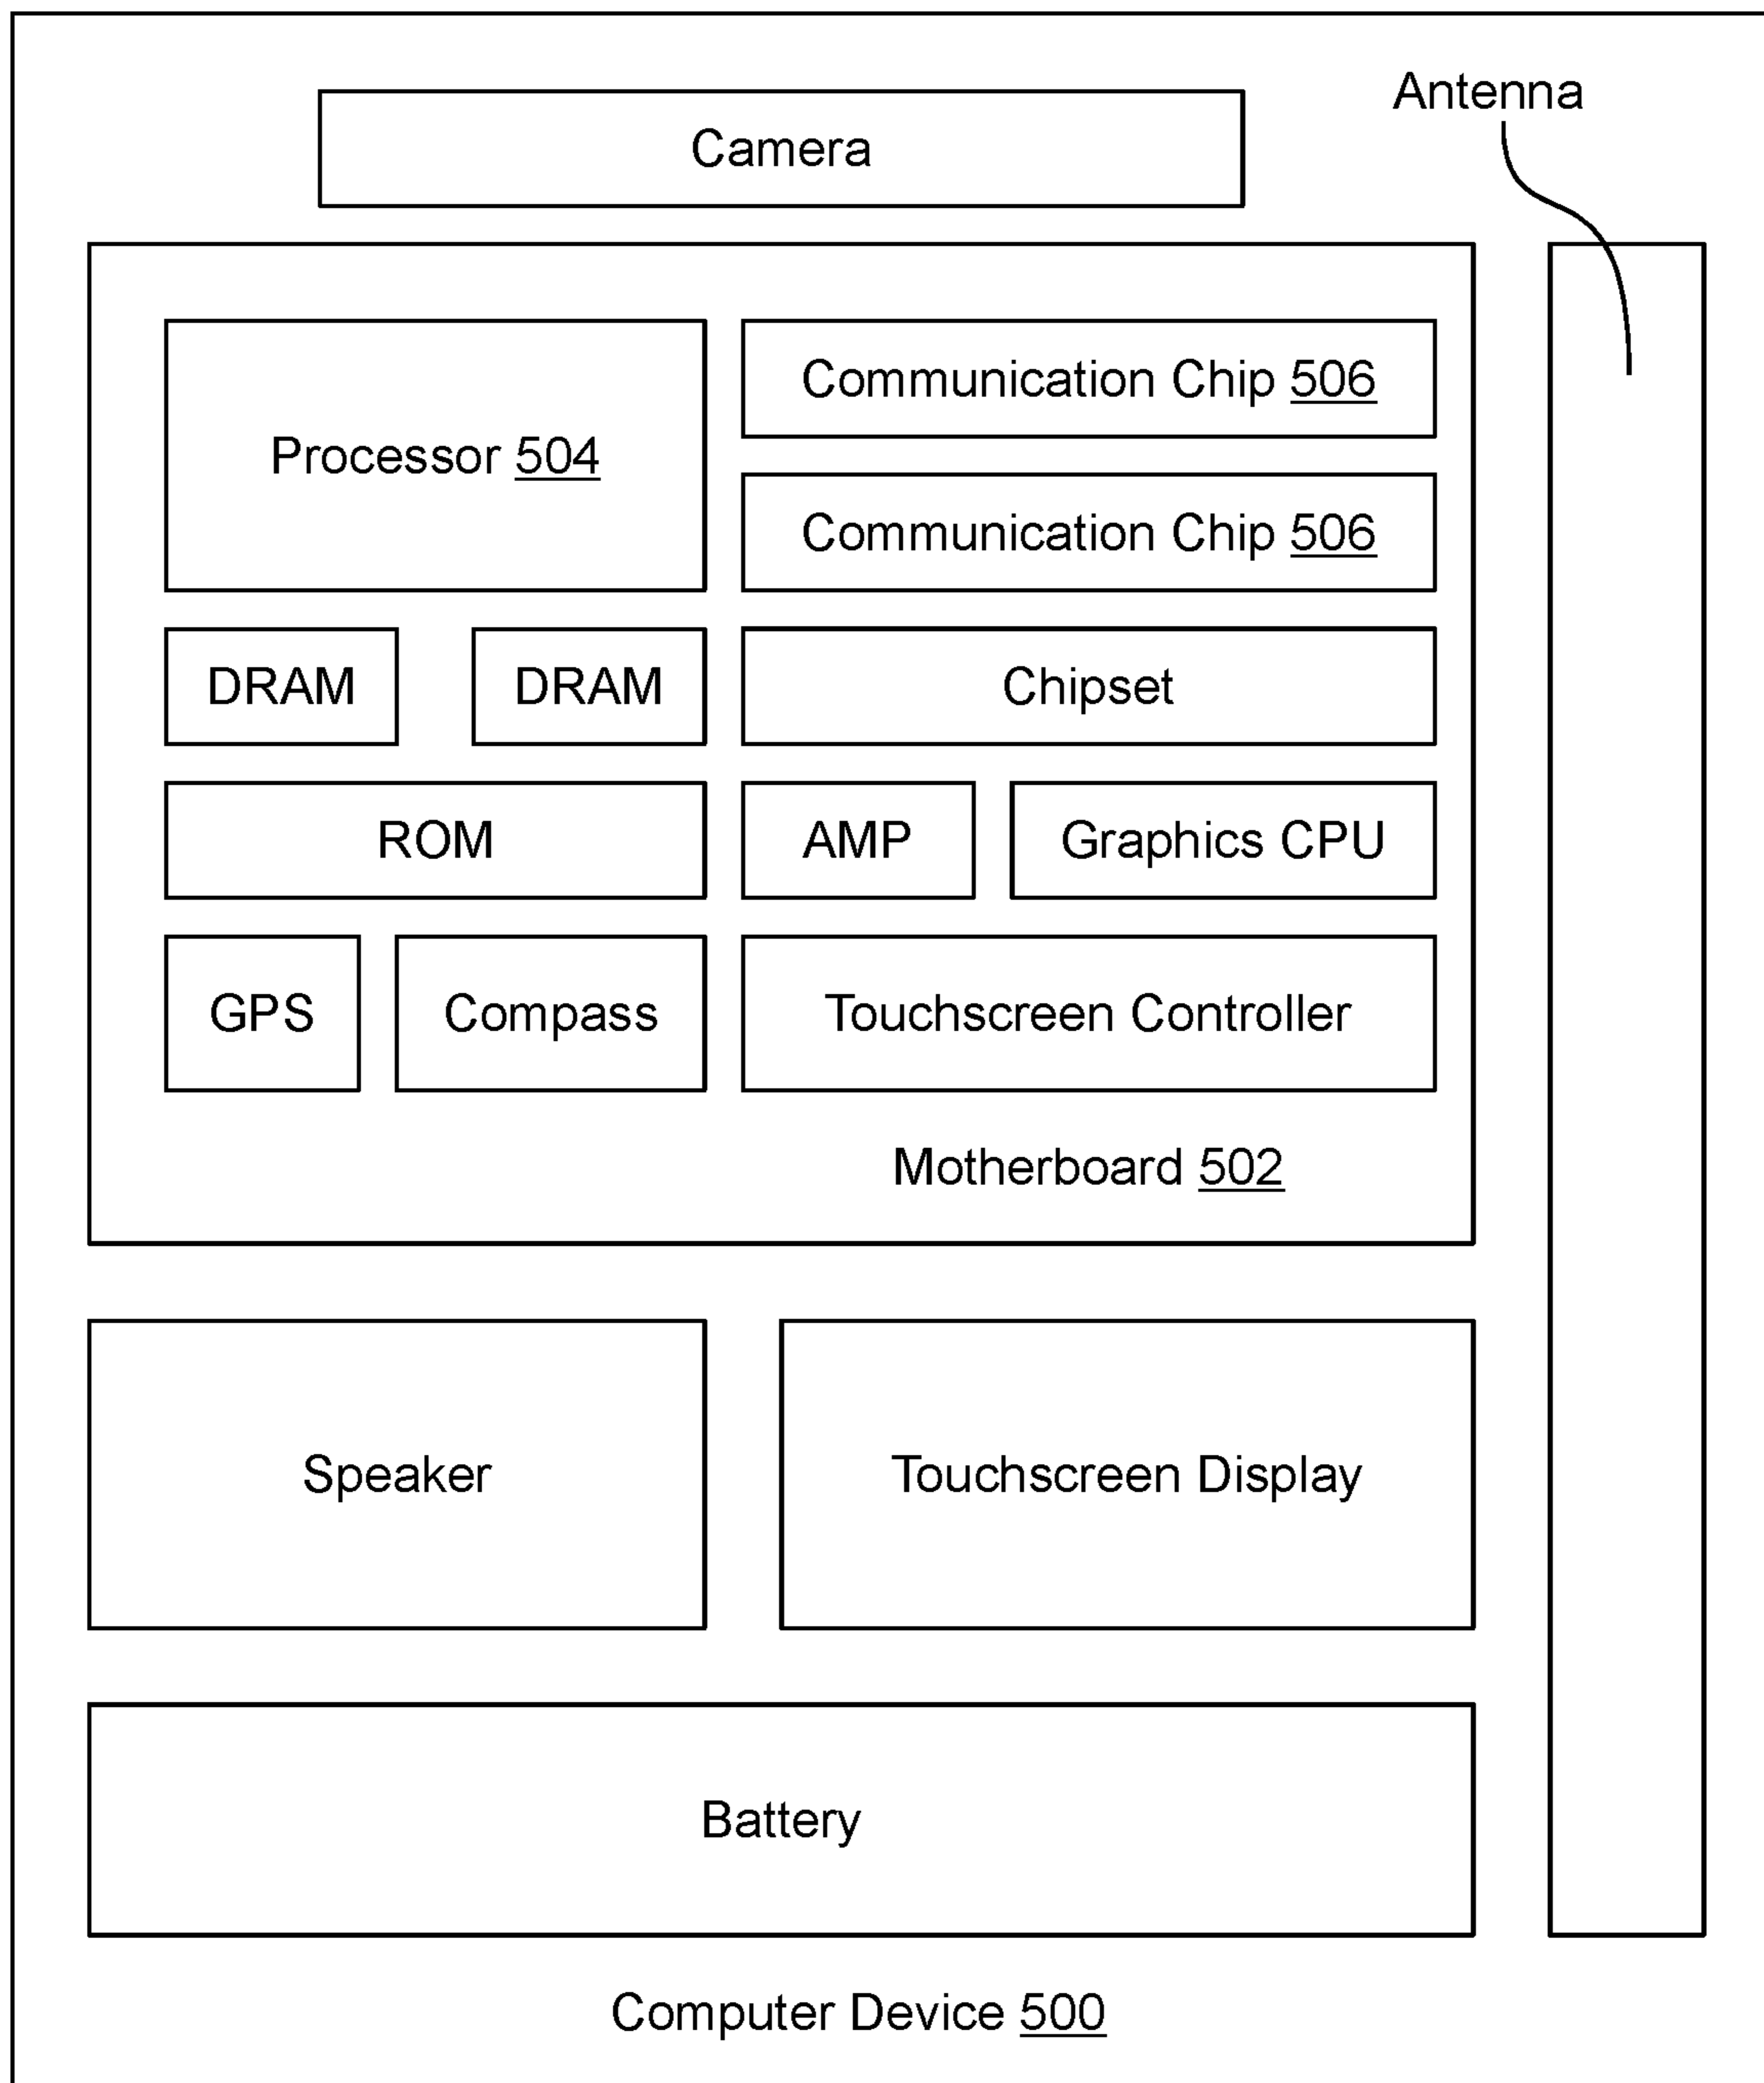 Antenna
Camera
Processor 504
Communication Chip 506
Communication Chip 506
DRAM
DRAM
Chipset
ROM
AMP
Graphics CPU
GPS
Compass
Touchscreen Controller
Motherboard 502
Speaker
Touchscreen Display
Battery
Computer Device 500